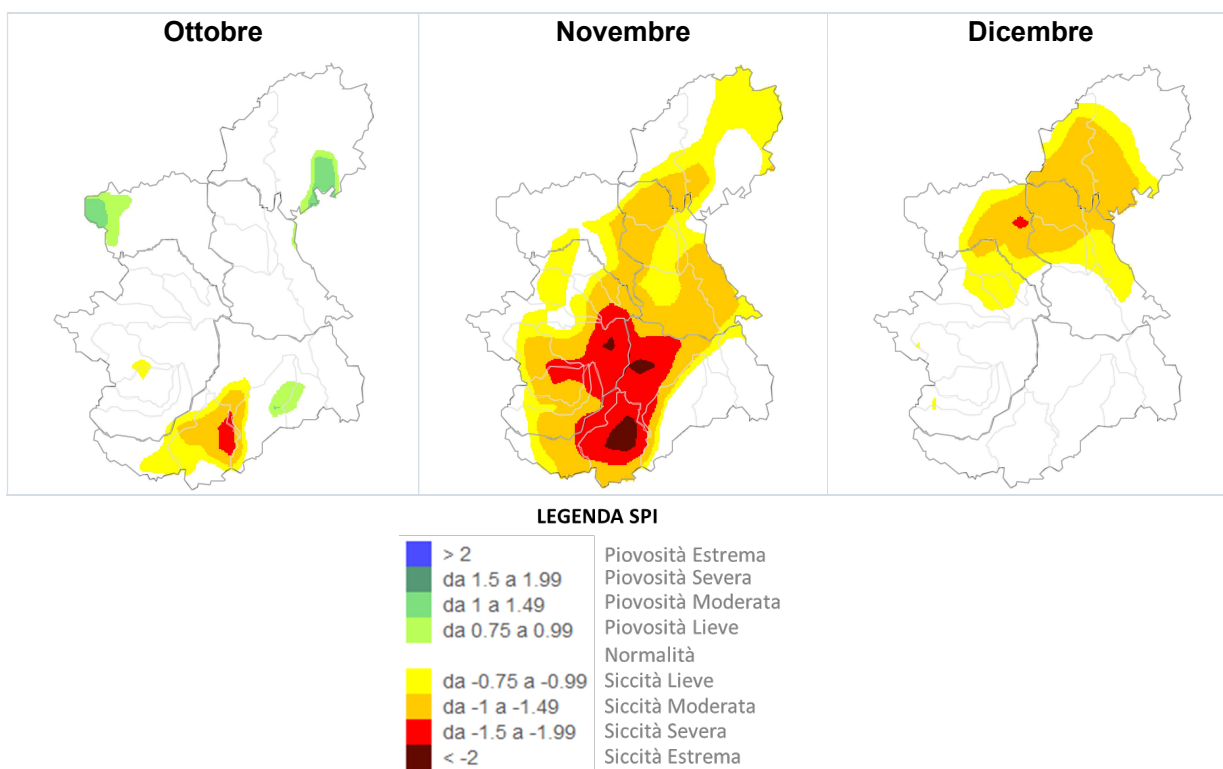 Ottobre
Novembre
Dicembre
LEGENDA SPI
> 2 Piovosità Estrema
da 1.5 a 1.99 Piovosità Severa
da 1 a 1.49 Piovosità Moderata
da 0.75 a 0.99 Piovosità Lieve
Normalità
da -0.75 a -0.99 Siccità Lieve
da -1 a -1.49 Siccità Moderata
da -1.5 a -1.99 Siccità Severa
< -2 Siccità Estrema